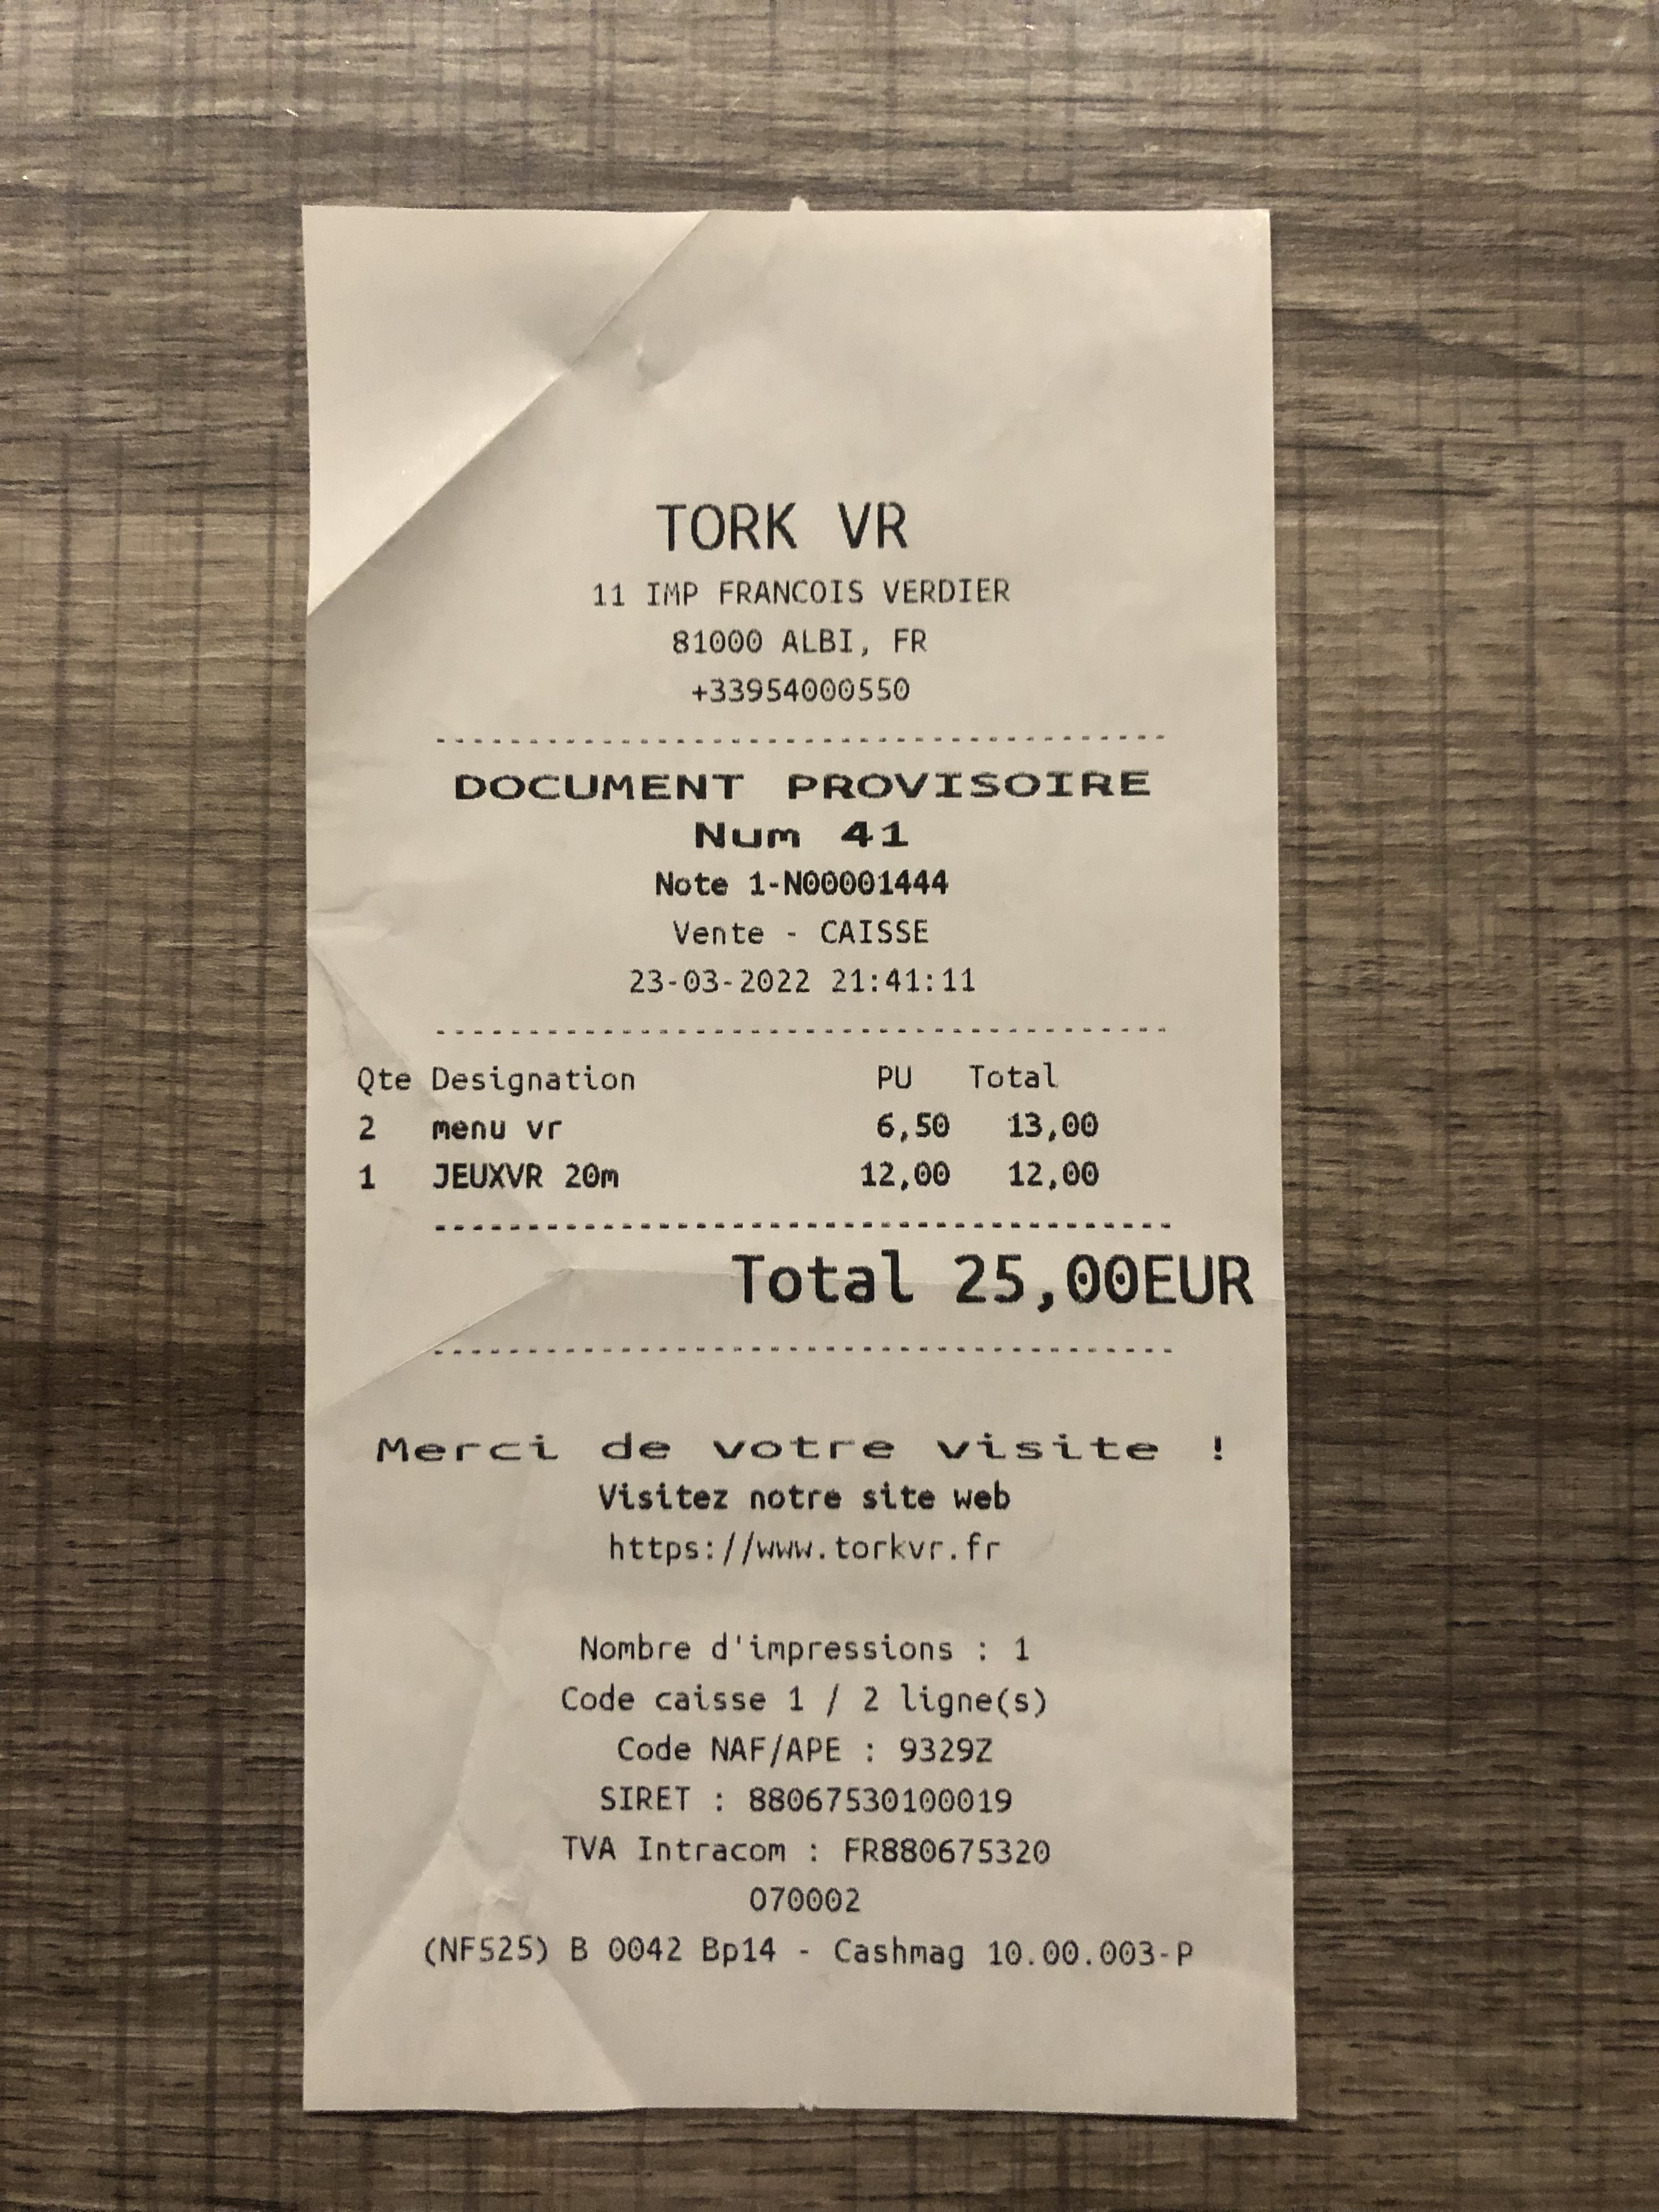 TORK VR
11 IMP FRANCOIS VERDIER
81000 ALBI, FR
+33954000550
----------------------------------------
DOCUMENT PROVISOIRE
Num 41
Note 1-N00001444
Vente - CAISSE
23-03-2022 21:41:11
----------------------------------------
Qte Designation PU Total
2 menu vr 6,50 13,00
1 JEUXVR 20m 12,00 12,00
----------------------------------------
Total 25,00EUR
----------------------------------------
Merci de votre visite !
Visitez notre site web
https://www.torkvr.fr
Nombre d'impressions : 1
Code caisse 1 / 2 ligne(s)
Code NAF/APE : 9329Z
SIRET : 88067530100019
TVA Intracom : FR880675320
070002
(NF525) B 0042 Bp14 - Cashmag 10.00.003-P